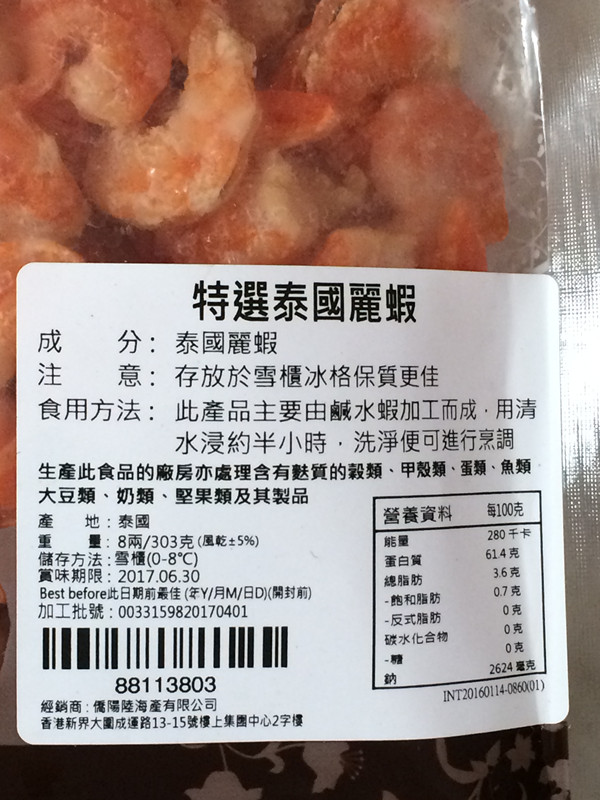 特選泰國麗蝦
成 分：泰國麗蝦
注 意：存放於雪櫃冰格保質更佳
食用方法：此產品主要由鹹水蝦加工而成，用清
水浸約半小時，洗淨便可進行烹調
生產此食品的廠房亦處理含有麩質的穀類、甲殼類、蛋類、魚類
大豆類、奶類、堅果類及其製品
產 地：泰國
重 量：8兩/303克(風乾±5%)
儲存方法：雪櫃(0-8°C)
賞味期限：2017.06.30
Best before此日期前最佳(年Y/月M/日D)(開封前)
加工批號：0033159820170401
88113803
經銷商：僑陽陸海產有限公司
香港新界大圍成運路13-15號樓上集團中心2字樓
營養資料 每100克
能量 280千卡
蛋白質 61.4克
總脂肪 3.6克
-飽和脂肪 0.7克
-反式脂肪 0克
碳水化合物 0克
-糖 0克
鈉 2624毫克
INT20160114-0860(01)